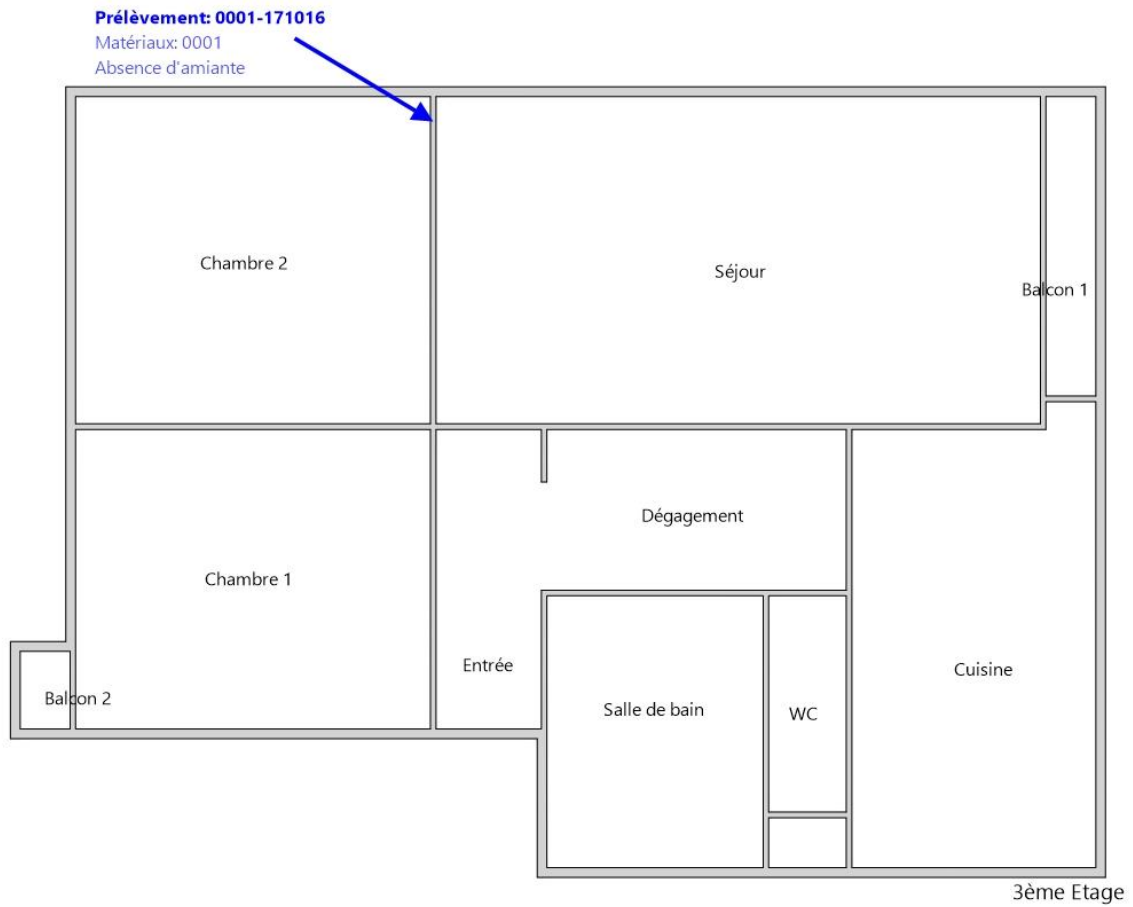 Prélèvement: 0001-171016
Matériaux: 0001
Absence d'amiante
Chambre 2
Séjour
Balcon 1
Dégagement
Chambre 1
Entrée
Cuisine
Balcon 2
Salle de bain
WC
3ème Etage